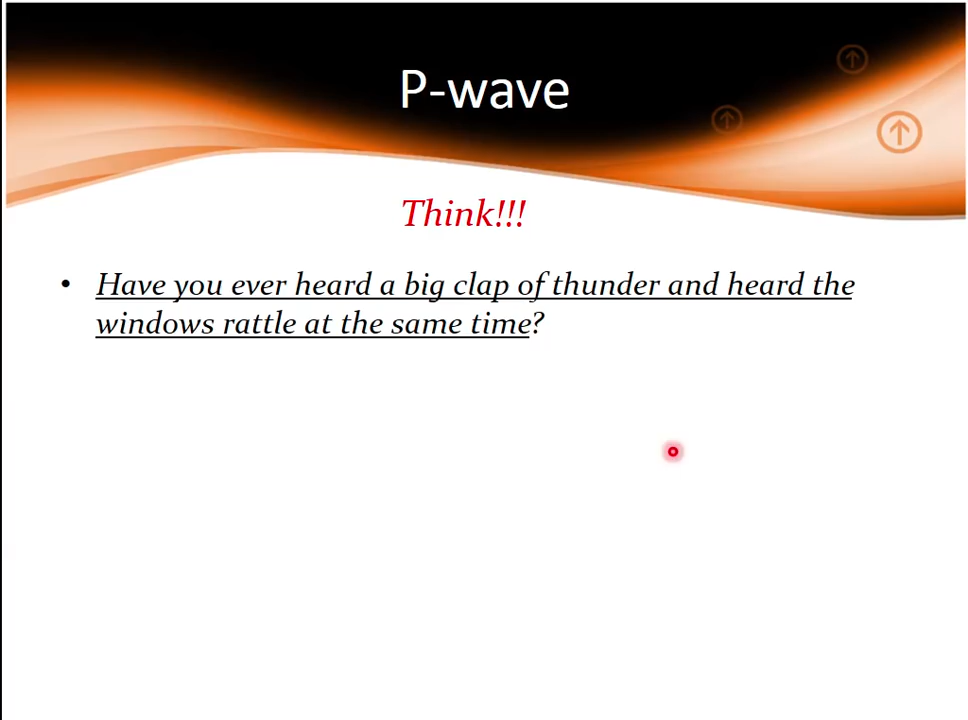 P-wave
Think!!!
• Have you ever heard a big clap of thunder and heard the
windows rattle at the same time?